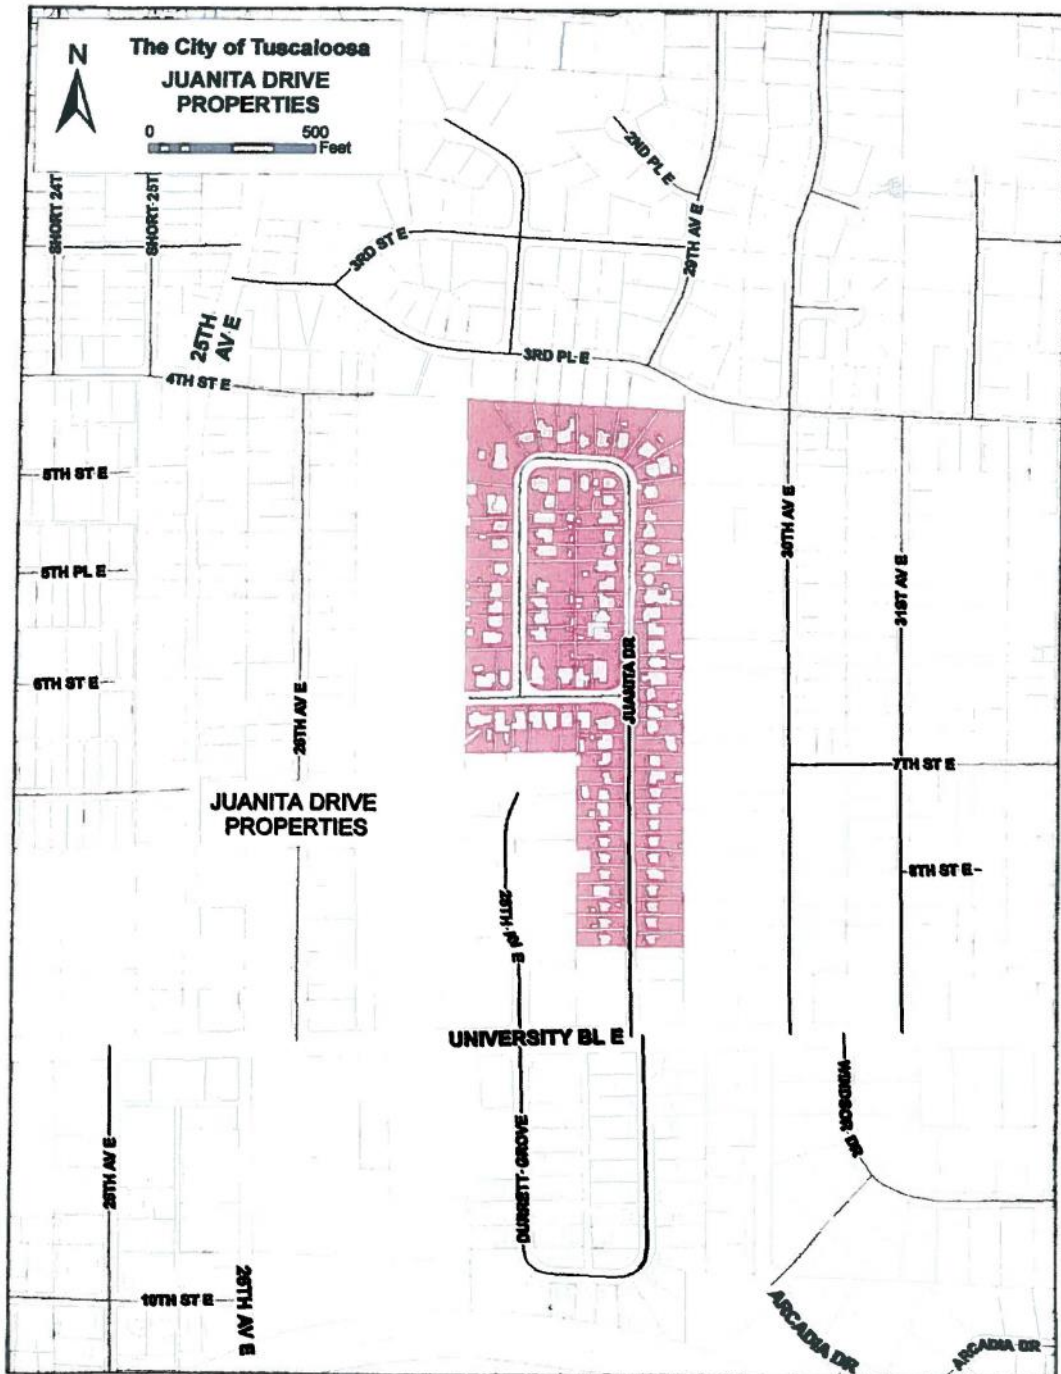 The City of Tuscaloosa
JUANITA DRIVE
PROPERTIES
N
0 500
Feet
SHORT 24T
SHORT 25T
2ND PL E
3RD ST E
29TH AV E
25TH
AV E
3RD PL E
4TH ST E
5TH ST E
30TH AV E
5TH PL E
31ST AV E
6TH ST E
26TH AV E
JUANITA DR
7TH ST E
JUANITA DRIVE
PROPERTIES
8TH ST E
28TH AV E
UNIVERSITY BL E
WINDSOR DR
DURRETT GROVE
10TH ST E
26TH AV E
ARCADIA DR
ARCADIA DR